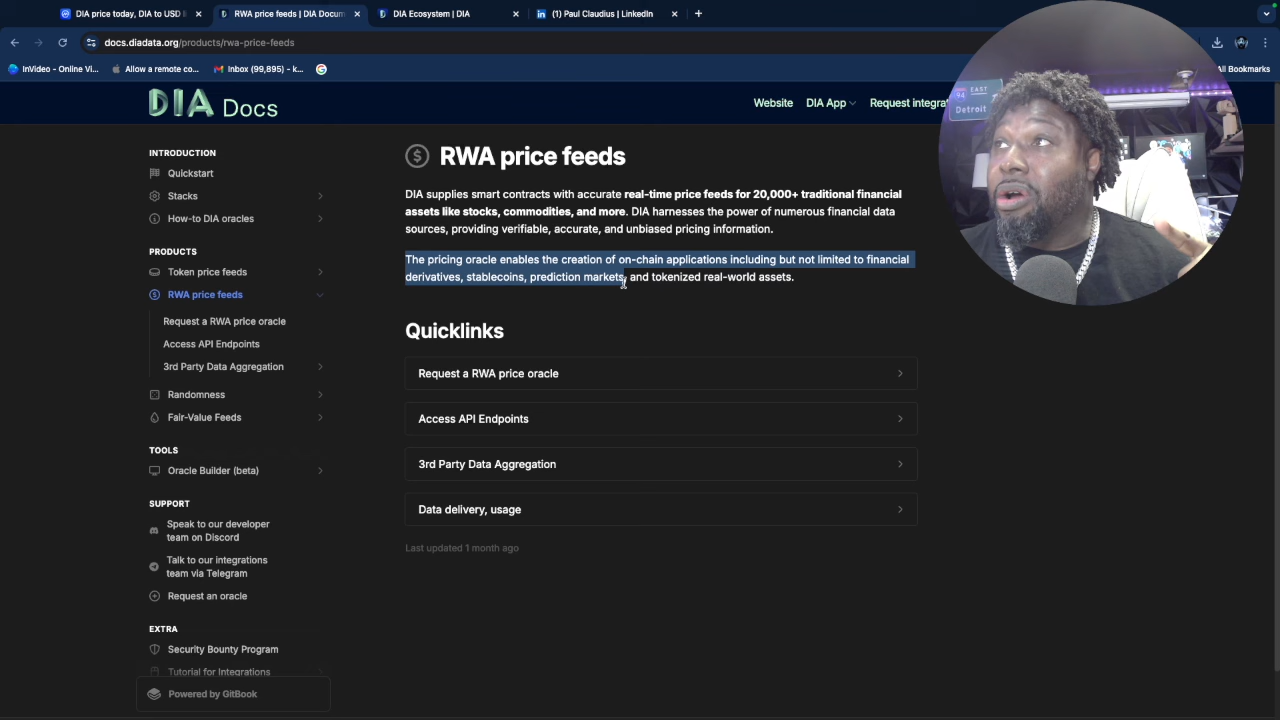 DIA price today, DIA to USD
RWA price feeds | DIA Docum
DIA Ecosystem | DIA
(1) Paul Claudius | LinkedIn
docs.diadata.org/products/rwa-price-feeds
InVideo - Online Vi...
Allow a remote co...
Inbox (99,895) - k...
All Bookmarks
DIA Docs
Website
DIA App
Request integrat
94 EAST
Detroit
INTRODUCTION
Quickstart
Stacks
How-to DIA oracles
PRODUCTS
Token price feeds
RWA price feeds
Request a RWA price oracle
Access API Endpoints
3rd Party Data Aggregation
Randomness
Fair-Value Feeds
TOOLS
Oracle Builder (beta)
SUPPORT
Speak to our developer
team on Discord
Talk to our integrations
team via Telegram
Request an oracle
EXTRA
Security Bounty Program
Tutorial for Integrations
Powered by GitBook
RWA price feeds
DIA supplies smart contracts with accurate real-time price feeds for 20,000+ traditional financial
assets like stocks, commodities, and more. DIA harnesses the power of numerous financial data
sources, providing verifiable, accurate, and unbiased pricing information.
The pricing oracle enables the creation of on-chain applications including but not limited to financial
derivatives, stablecoins, prediction markets, and tokenized real-world assets.
Quicklinks
Request a RWA price oracle
Access API Endpoints
3rd Party Data Aggregation
Data delivery, usage
Last updated 1 month ago